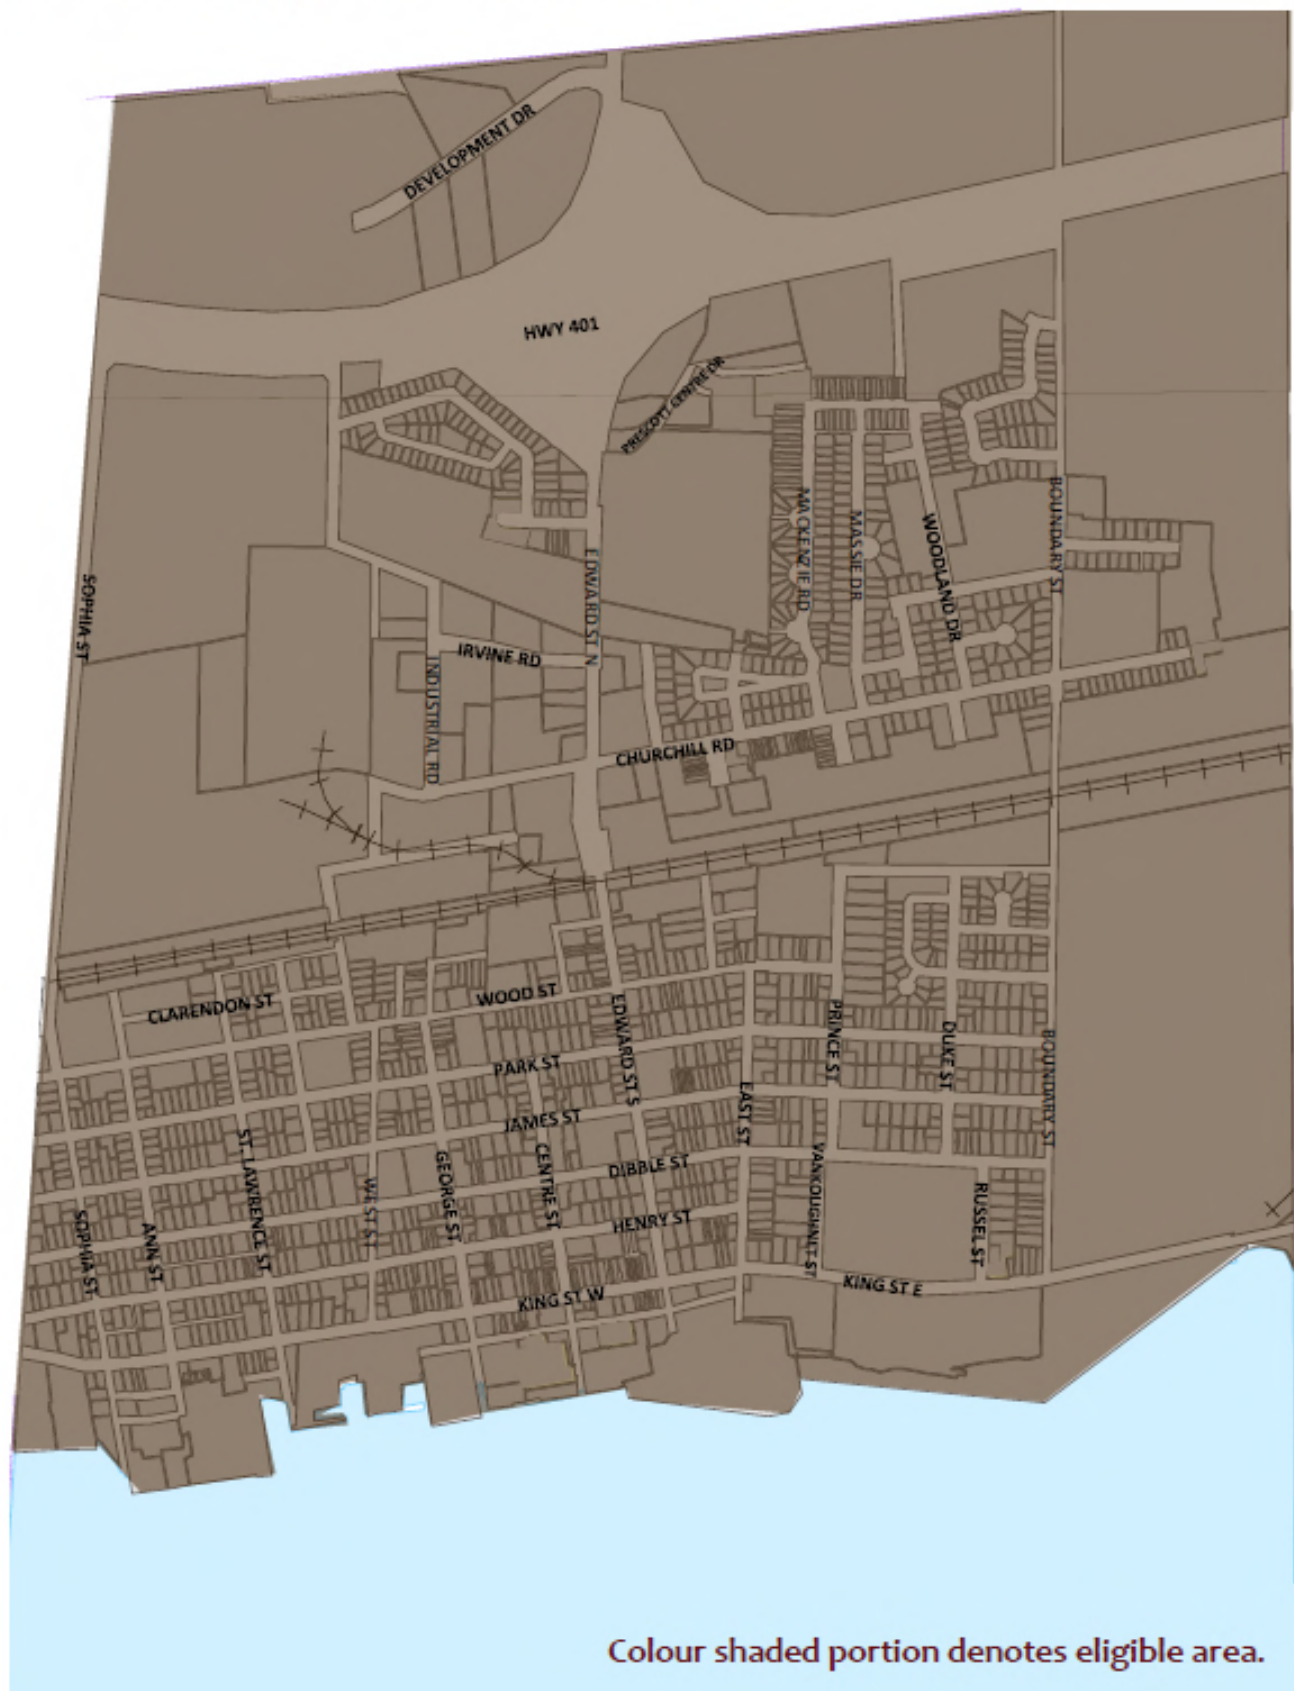 DEVELOPMENT DR
HWY 401
PRESCOTT CENTRE DR
MACKENZIE RD
MASSIE DR
WOODLAND DR
BOUNDARY ST
EDWARD ST N
SOPHIA ST
IRVINE RD
INDUSTRIAL RD
CHURCHILL RD
CLARENDON ST
WOOD ST
EDWARD ST S
PRINCE ST
DUKE ST
BOUNDARY ST
PARK ST
EAST ST
JAMES ST
ST. LAWRENCE ST
GEORGE ST
CENTRE ST
DIBBLE ST
VANKOUGHNET ST
WEST ST
RUSSEL ST
SOPHIA ST
ANN ST
HENRY ST
KING ST W
KING ST E
Colour shaded portion denotes eligible area.